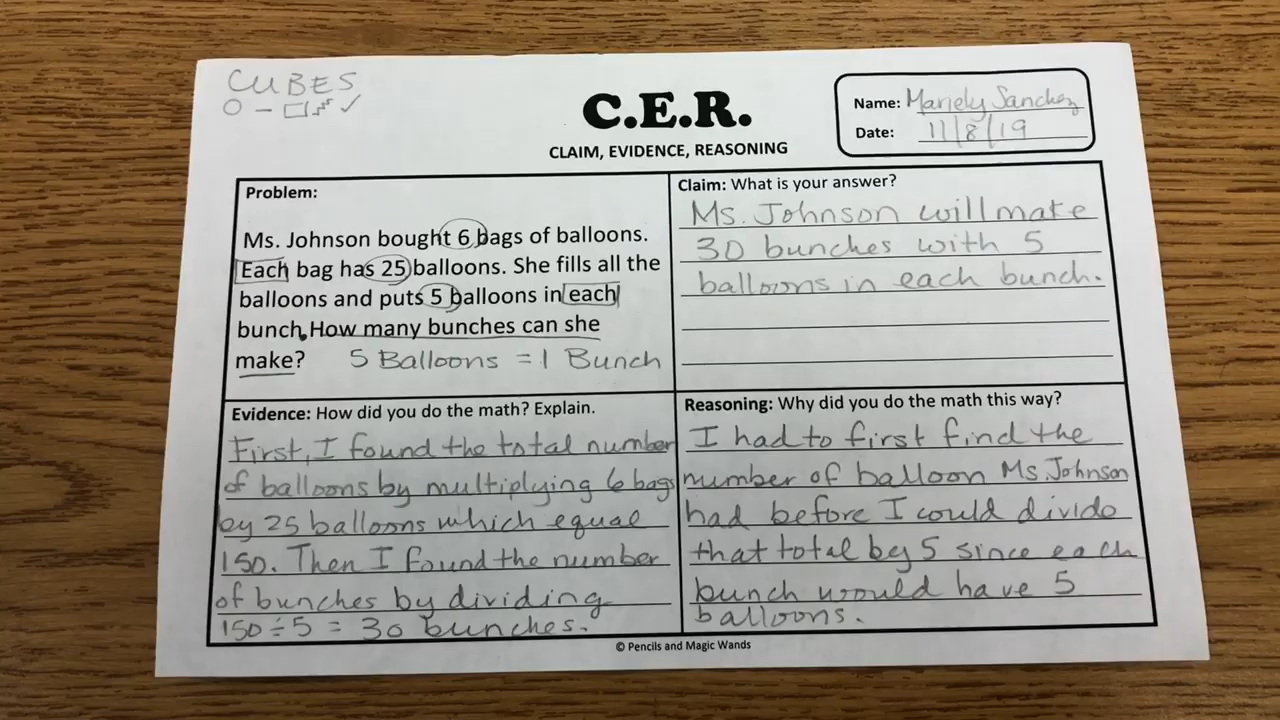 CUBES
C.E.R.
CLAIM, EVIDENCE, REASONING
Name: Mariely Sanchez
Date: 11/8/19
Problem:
Ms. Johnson bought 6 bags of balloons.
Each bag has 25 balloons. She fills all the
balloons and puts 5 balloons in each
bunch. How many bunches can she
make? 5 Balloons = 1 Bunch
Claim: What is your answer?
Ms. Johnson will make
30 bunches with 5
balloons in each bunch.
Evidence: How did you do the math? Explain.
First, I found the total number
of balloons by multiplying 6 bags
by 25 balloons which equal
150. Then I found the number
of bunches by dividing
150 ÷ 5 = 30 bunches.
Reasoning: Why did you do the math this way?
I had to first find the
number of balloon Ms. Johnson
had before I could divide
that total by 5 since each
bunch would have 5
balloons.
© Pencils and Magic Wands